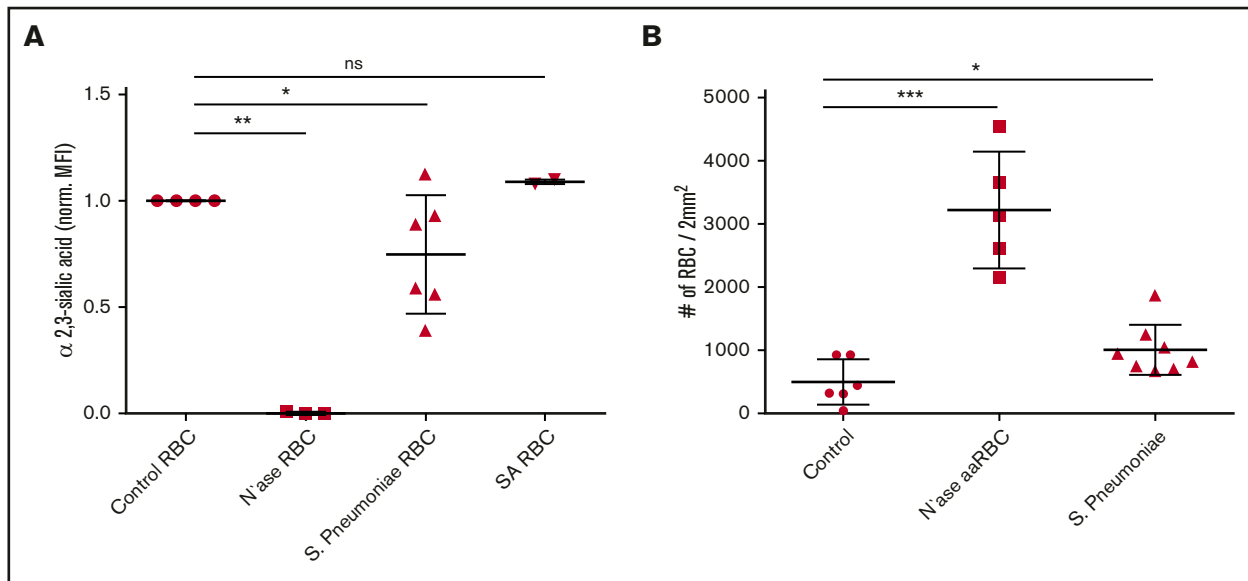 A
ns
*
**
1.5
1.0
0.5
0.0
α 2,3-sialic acid (norm. MFI)
Control RBC
N`ase RBC
S. Pneumoniae RBC
SA RBC
B
*
***
5000
4000
3000
2000
1000
0
# of RBC / 2mm²
Control
N`ase aaRBC
S. Pneumoniae